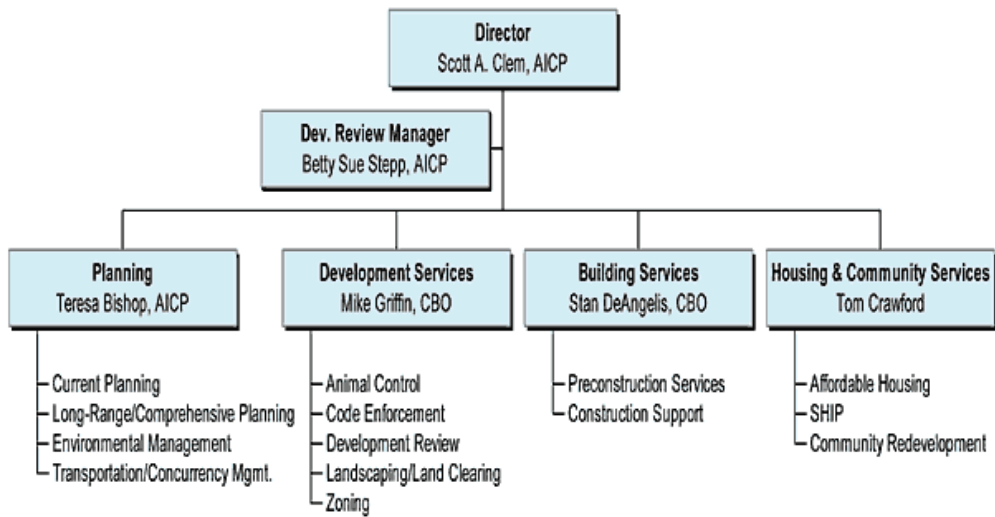 Director
Scott A. Clem, AICP
Dev. Review Manager
Betty Sue Stepp, AICP
Planning
Teresa Bishop, AICP
Current Planning
Long-Range/Comprehensive Planning
Environmental Management
Transportation/Concurrency Mgmt.
Development Services
Mike Griffin, CBO
Animal Control
Code Enforcement
Development Review
Landscaping/Land Clearing
Zoning
Building Services
Stan DeAngelis, CBO
Preconstruction Services
Construction Support
Housing & Community Services
Tom Crawford
Affordable Housing
SHIP
Community Redevelopment